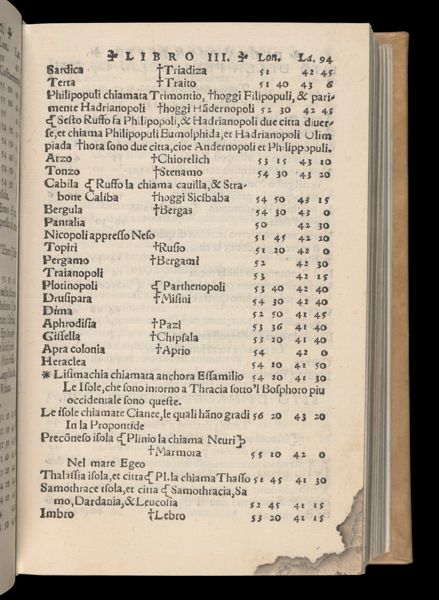 LIBRO III. Lon. La. 94
Sardica †Triadiza 51 42 45
Terta †Traito 51 40 43 6
Philipopuli chiamata Trimontio, †hoggi Filipopuli, & pari-
mente Hadrianopoli †hoggi Hādernopoli 52 30 42 45
Sesto Ruffo fa Philipopoli, & Hadrianopoli due citta diuer-
se, et chiama Philipopuli Eumolphida, et Hadrianopoli Olim
piada †hora sono due citta, cioe Andernopoli et Philippopuli.
Arzo †Chiorelich 53 15 43 10
Tonzo †Stenamo 54 30 43 20
Cabila Ruffo la chiama cauilla, & Stra-
bone Caliba †hoggi Sicibaba 54 50 43 15
Bergula †Bergas 54 30 43 0
Pantalia 50 42 30
Nicopoli appresso Neso 51 45 42 20
Topiri †Rusio 51 20 42 0
Pergamo †Bergami 52 42 30
Traianopoli 53 42 15
Plotinopoli Parthenopoli 53 40 42 40
Drusipara †Misini 54 30 42 40
Dima 52 50 41 45
Aphrodisia †Pazi 53 36 41 40
Gissella †Chipsala 53 20 41 40
Apra colonia †Aprio 54 42 0
Heraclea 54 10 41 50
* Lisimachia chiamata anchora Essamilio 54 20 41 30
Le Isole, che sono intorno a Thracia sotto'l Bosphoro piu
occidentale sono queste.
Le isole chiamate Ciance, le quali hāno gradi 56 20 43 20
In la Propontide
Precōneso isola Plinio la chiama Neuri
†Marmora 55 10 42 0
Nel mare Egeo
Thalassia isola, et citta Pl. la chiama Thasso 51 45 41 30
Samothrace isola, et citta Samothracia, Sa
mo, Dardania, & Leucosia 52 45 41 15
Imbro †Lebro 53 20 41 15